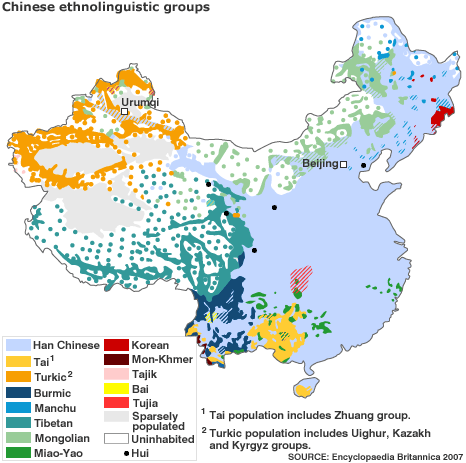 Chinese ethnolinguistic groups
Urumqi
Beijing
Han Chinese
Tai1
Turkic2
Burmic
Manchu
Tibetan
Mongolian
Miao-Yao
Korean
Mon-Khmer
Tajik
Bai
Tujia
Sparsely
populated
Uninhabited
Hui
1 Tai population includes Zhuang group.
2 Turkic population includes Uighur, Kazakh
and Kyrgyz groups.
SOURCE: Encyclopaedia Britannica 2007